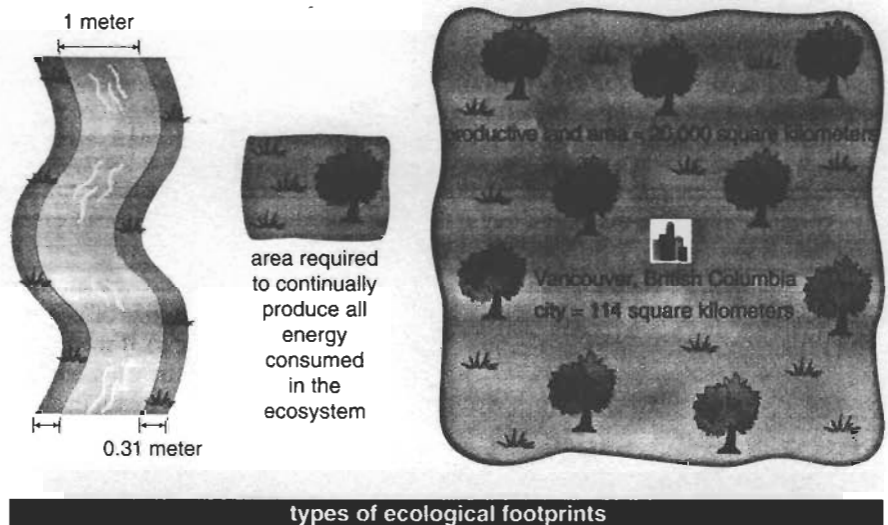 1 meter
0.31 meter
area required
to continually
produce all
energy
consumed
in the
ecosystem
productive land area = 20,000 square kilometers
Vancouver, British Columbia
city = 114 square kilometers
types of ecological footprints